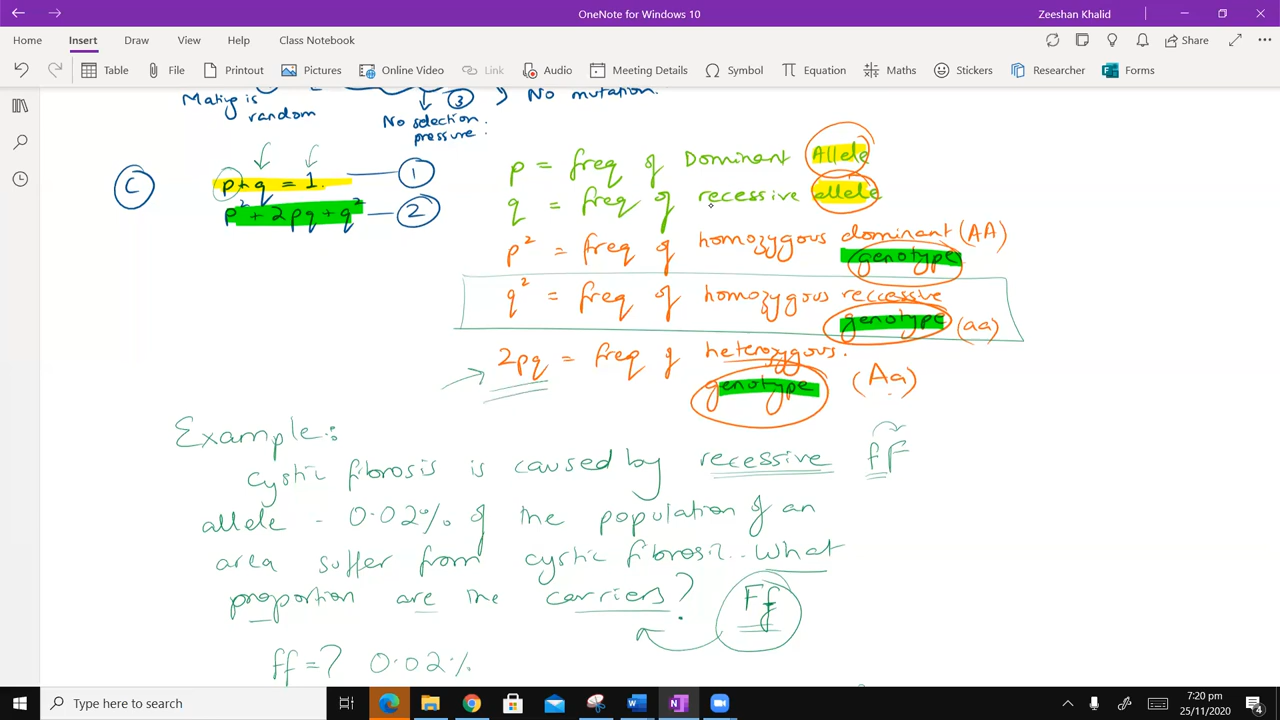 OneNote for Windows 10
Zeeshan Khalid
Home Insert Draw View Help Class Notebook
Share
Table File Printout Pictures Online Video Link Audio Meeting Details Symbol Equation Maths Stickers Researcher Forms
Mating is
random
No selection
pressure.
3
No mutation.
C
p+q = 1. 1
p² + 2pq + q² 2
p = freq of Dominant Allele
q = freq of recessive allele
p² = freq of homozygous dominant (AA)
genotype
q² = freq of homozygous reccessive
genotype (aa)
2pq = freq of heterozygous.
genotype (Aa)
Example:
Cystic fibrosis is caused by recessive ff
allele - 0.02% of the population of an
area suffer from cystic fibrosis.. What
proportion are the carriers? Ff
ff = ? 0.02%
Type here to search
7:20 pm
25/11/2020
4